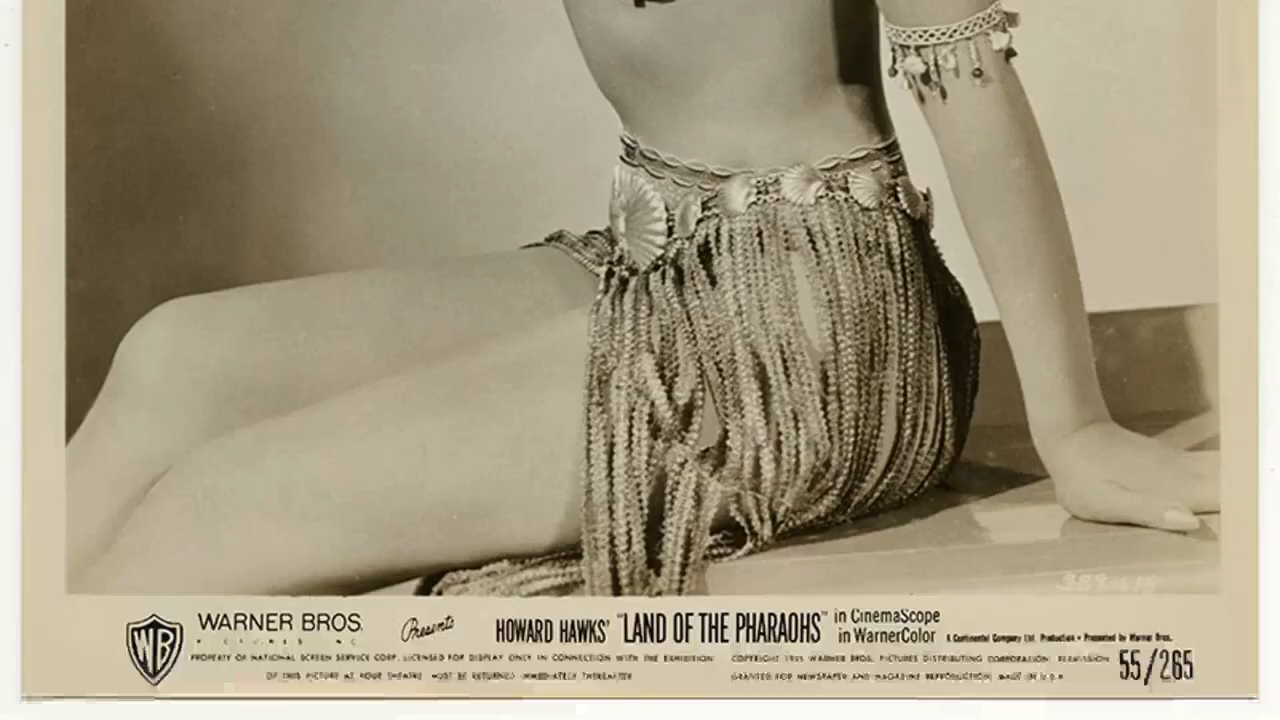 WB
WARNER BROS.
PICTURES INC.
Presents
HOWARD HAWKS' "LAND OF THE PHARAOHS"
in CinemaScope
in WarnerColor
A Continental Company Ltd. Production • Presented by Warner Bros.
PROPERTY OF NATIONAL SCREEN SERVICE CORP. LICENSED FOR DISPLAY ONLY IN CONNECTION WITH THE EXHIBITION
OF THIS PICTURE AT YOUR THEATRE. MUST BE RETURNED IMMEDIATELY THEREAFTER
COPYRIGHT 1955 WARNER BROS. PICTURES DISTRIBUTING CORPORATION. PERMISSION
GRANTED FOR NEWSPAPER AND MAGAZINE REPRODUCTION. MADE IN U.S.A.
55/265